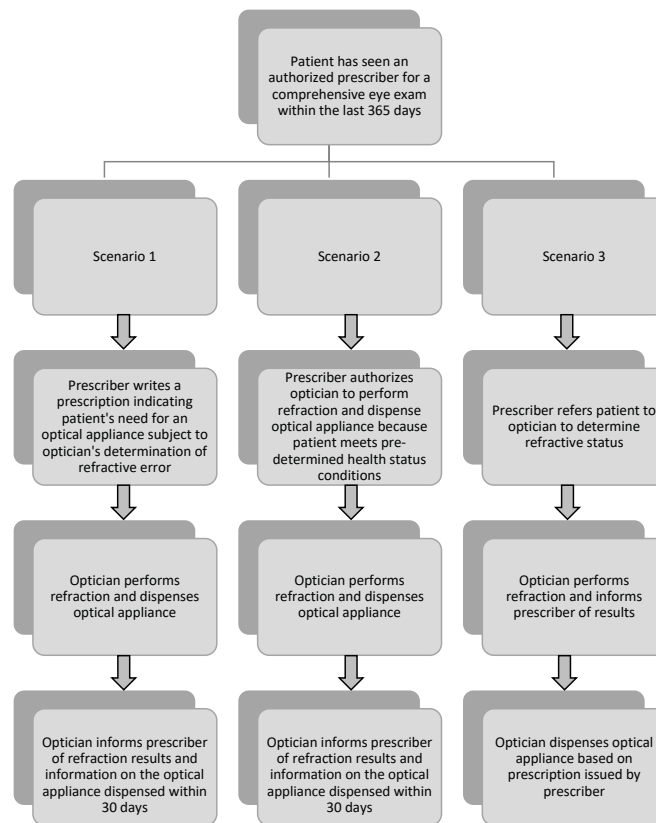 Patient has seen an
authorized prescriber for a
comprehensive eye exam
within the last 365 days
Scenario 1
Scenario 2
Scenario 3
Prescriber writes a
prescription indicating
patient's need for an
optical appliance subject to
optician's determination of
refractive error
Prescriber authorizes
optician to perform
refraction and dispense
optical appliance because
patient meets pre-
determined health status
conditions
Prescriber refers patient to
optician to determine
refractive status
Optician performs
refraction and dispenses
optical appliance
Optician performs
refraction and dispenses
optical appliance
Optician performs
refraction and informs
prescriber of results
Optician informs prescriber
of refraction results and
information on the optical
appliance dispensed within
30 days
Optician informs prescriber
of refraction results and
information on the optical
appliance dispensed within
30 days
Optician dispenses optical
appliance based on
prescription issued by
prescriber